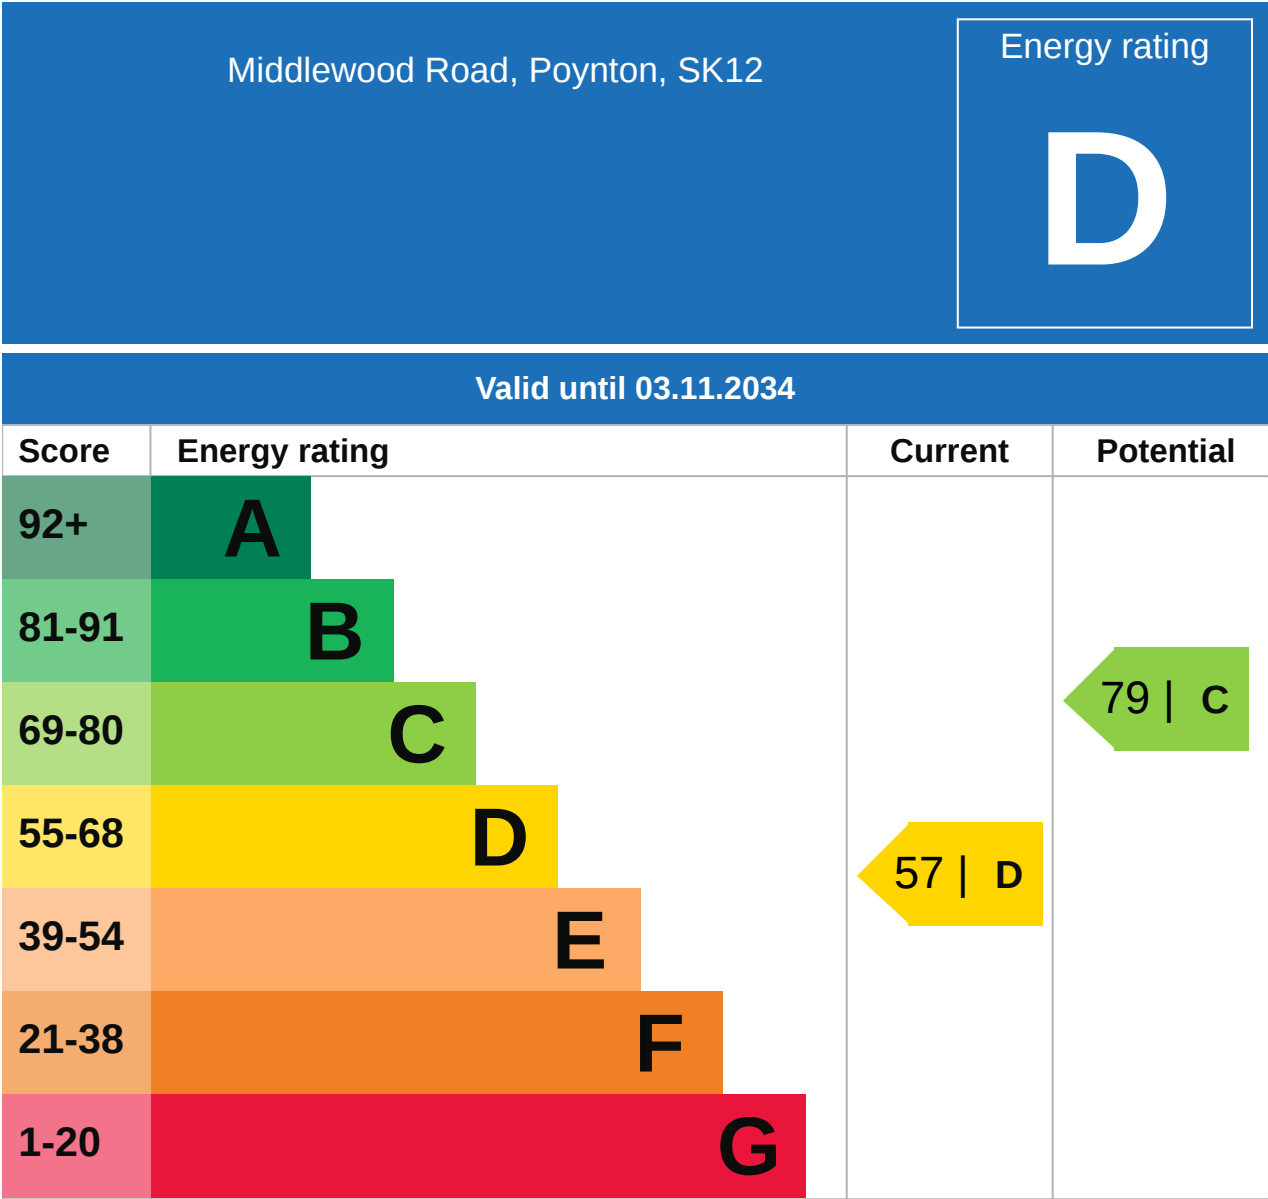 Middlewood Road, Poynton, SK12
Energy rating
D
Valid until 03.11.2034
Score Energy rating Current Potential
92+ A
81-91 B
69-80 C
79 | C
55-68 D
57 | D
39-54 E
21-38 F
1-20 G